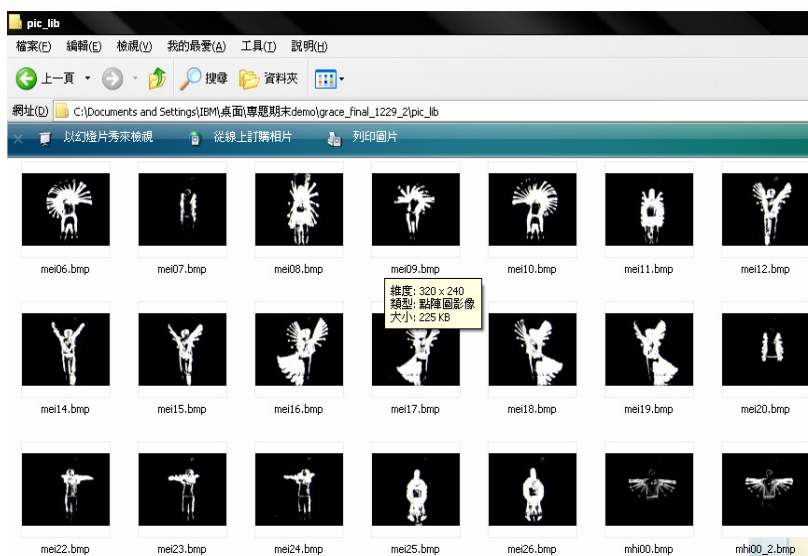 pic_lib
檔案(F) 編輯(E) 檢視(V) 我的最愛(A) 工具(T) 說明(H)
上一頁 搜尋 資料夾
網址(D) C:\Documents and Settings\IBM\桌面\專題期末demo\grace_final_1229_2\pic_lib
以幻燈片秀來檢視 從線上訂購相片 列印圖片
mei06.bmp mei07.bmp mei08.bmp mei09.bmp mei10.bmp mei11.bmp mei12.bmp
維度: 320 x 240
類型: 點陣圖影像
大小: 225 KB
mei14.bmp mei15.bmp mei16.bmp mei17.bmp mei18.bmp mei19.bmp mei20.bmp
mei22.bmp mei23.bmp mei24.bmp mei25.bmp mei26.bmp mhi00.bmp mhi00_2.bmp